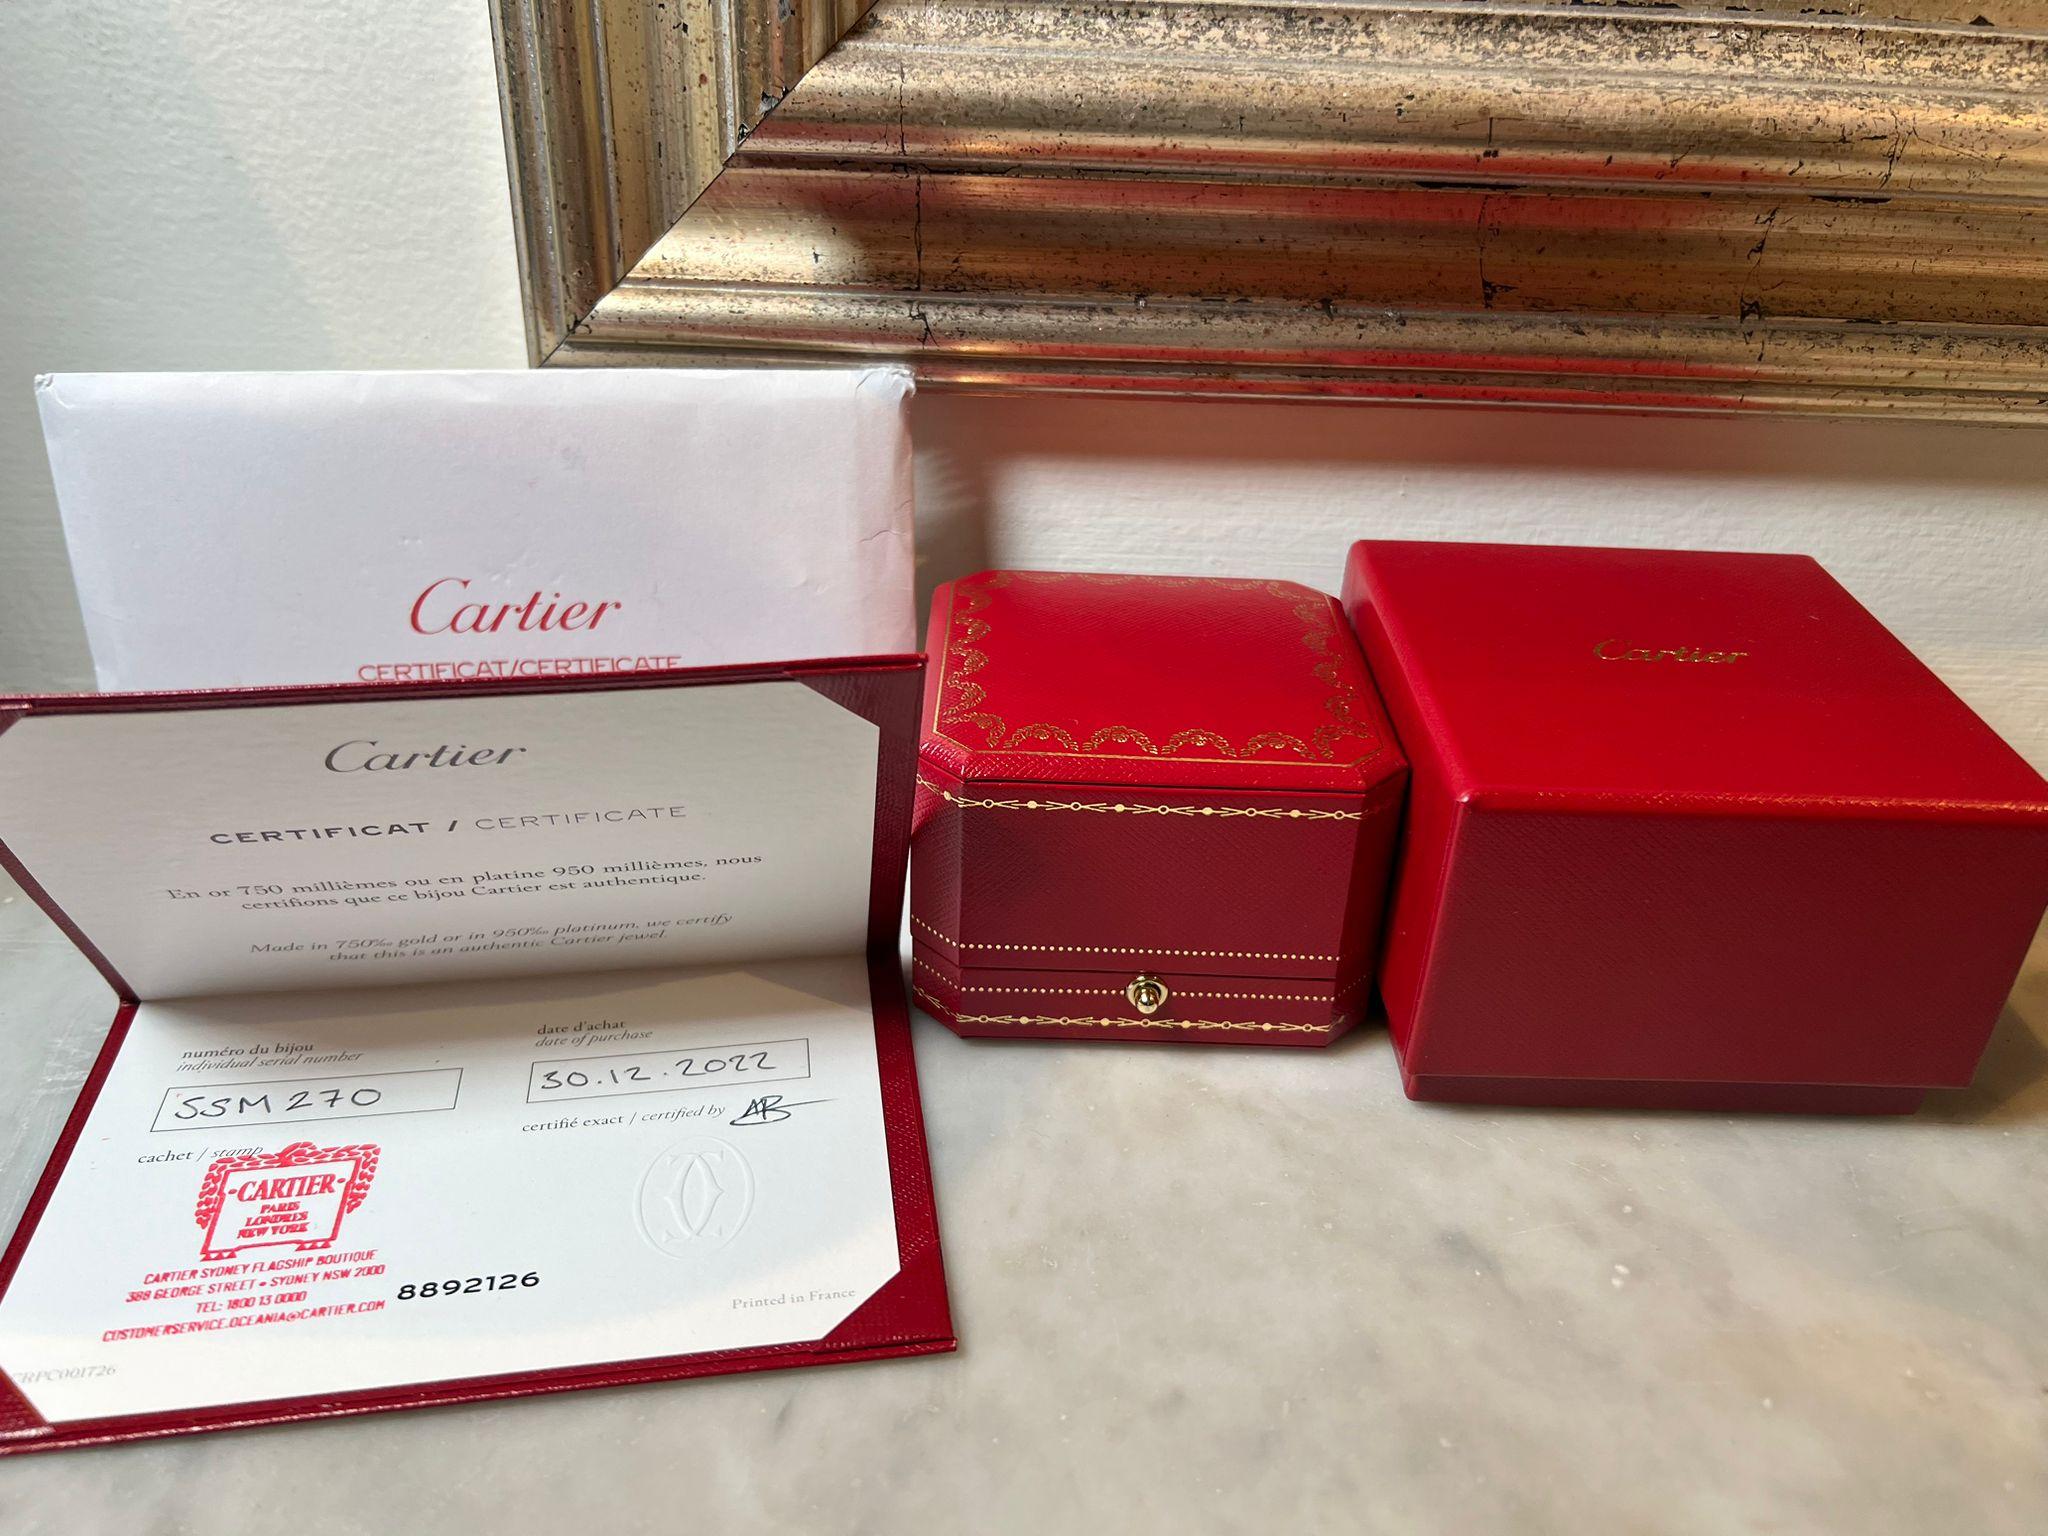 Cartier
CERTIFICAT/CERTIFICATE
Cartier
CERTIFICAT / CERTIFICATE
En or 750 millièmes ou en platine 950 millièmes, nous
certifions que ce bijou Cartier est authentique.
Made in 750‰ gold or in 950‰ platinum, we certify
that this is an authentic Cartier jewel.
numéro du bijou
individual serial number
SSM270
date d'achat
date of purchase
30.12.2022
certifié exact / certified by
cachet / stamp
CARTIER
PARIS
LONDRES
NEW YORK
CARTIER SYDNEY FLAGSHIP BOUTIQUE
388 GEORGE STREET • SYDNEY NSW 2000
TEL: 1800 13 0000
CUSTOMERSERVICE.OCEANIA@CARTIER.COM
8892126
Printed in France
CRPC001726
Cartier